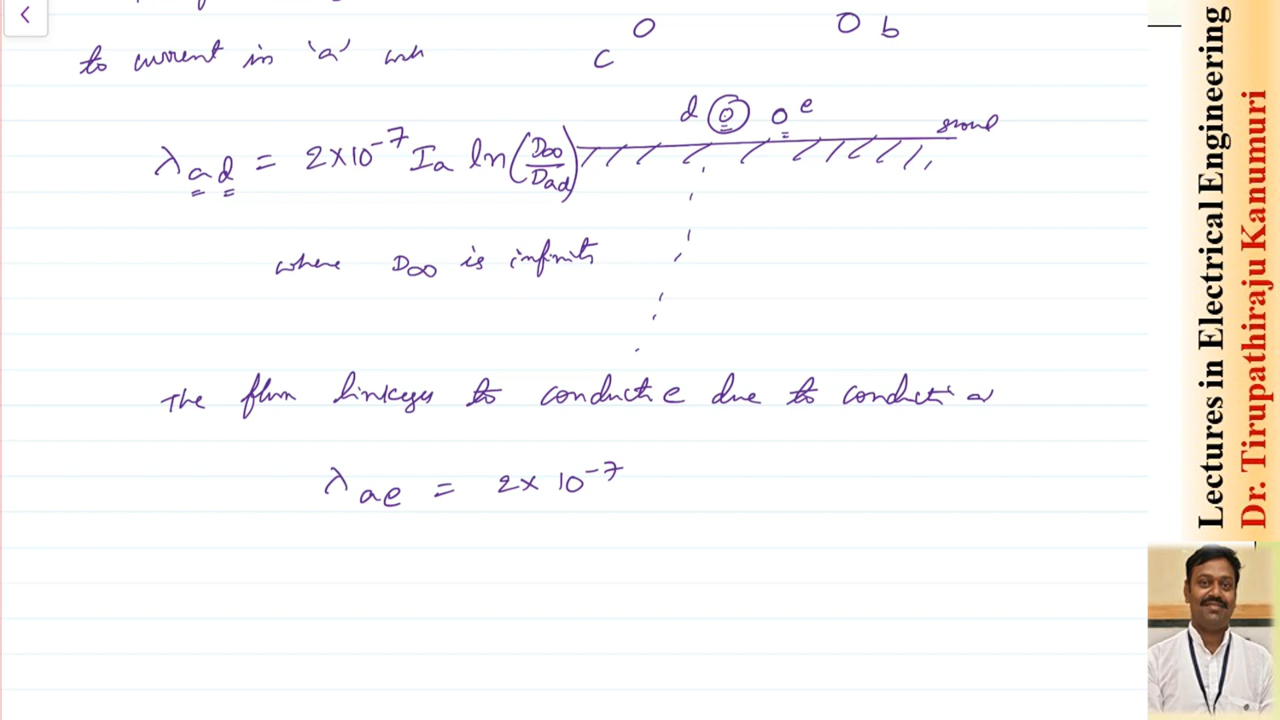 to current in 'a' with
c
b
d
e
ground
λad = 2×10⁻⁷ Ia ln(D∞/Dad)
where D∞ is infinity
The flux linkages to conductor e due to conductor a
λae = 2× 10⁻⁷
Lectures in Electrical Engineering
Dr. Tirupathiraju Kanumuri